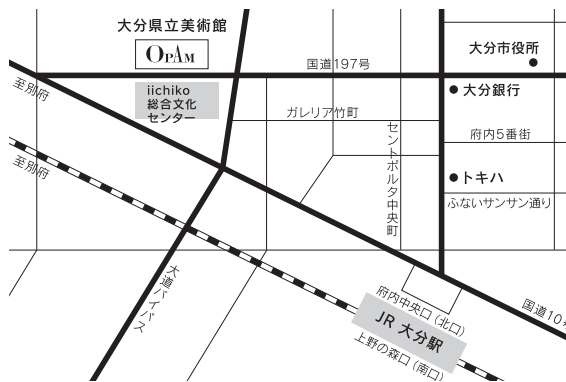 大分県立美術館
OPAM
国道197号
大分市役所
至別府
iichiko
総合文化
センター
大分銀行
ガレリア竹町
セントポルタ中央町
府内5番街
至別府
トキハ
ふないサンサン通り
大道バイパス
府内中央口(北口)
国道10号
JR 大分駅
上野の森口(南口)